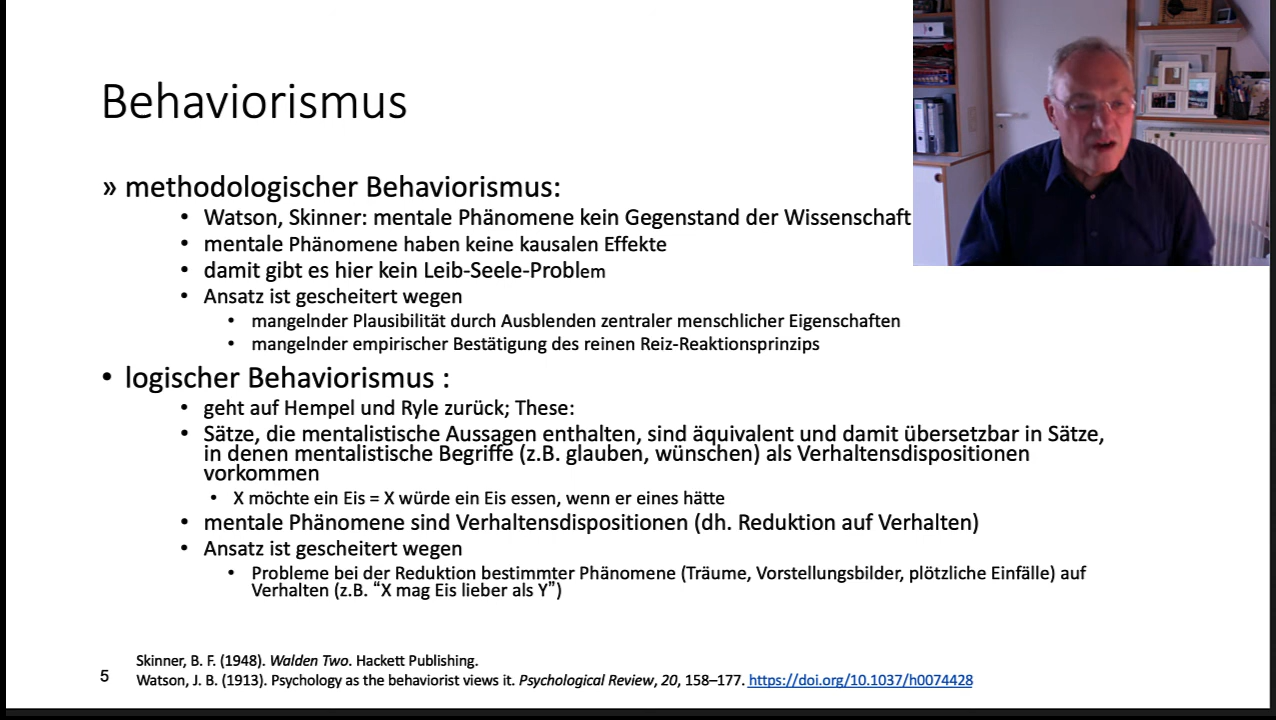 Behaviorismus
» methodologischer Behaviorismus:
• Watson, Skinner: mentale Phänomene kein Gegenstand der Wissenschaft
• mentale Phänomene haben keine kausalen Effekte
• damit gibt es hier kein Leib-Seele-Problem
• Ansatz ist gescheitert wegen
• mangelnder Plausibilität durch Ausblenden zentraler menschlicher Eigenschaften
• mangelnder empirischer Bestätigung des reinen Reiz-Reaktionsprinzips
• logischer Behaviorismus :
• geht auf Hempel und Ryle zurück; These:
• Sätze, die mentalistische Aussagen enthalten, sind äquivalent und damit übersetzbar in Sätze,
in denen mentalistische Begriffe (z.B. glauben, wünschen) als Verhaltensdispositionen
vorkommen
• X möchte ein Eis = X würde ein Eis essen, wenn er eines hätte
• mentale Phänomene sind Verhaltensdispositionen (dh. Reduktion auf Verhalten)
• Ansatz ist gescheitert wegen
• Probleme bei der Reduktion bestimmter Phänomene (Träume, Vorstellungsbilder, plötzliche Einfälle) auf
Verhalten (z.B. “X mag Eis lieber als Y”)
Skinner, B. F. (1948). Walden Two. Hackett Publishing.
5 Watson, J. B. (1913). Psychology as the behaviorist views it. Psychological Review, 20, 158–177. https://doi.org/10.1037/h0074428